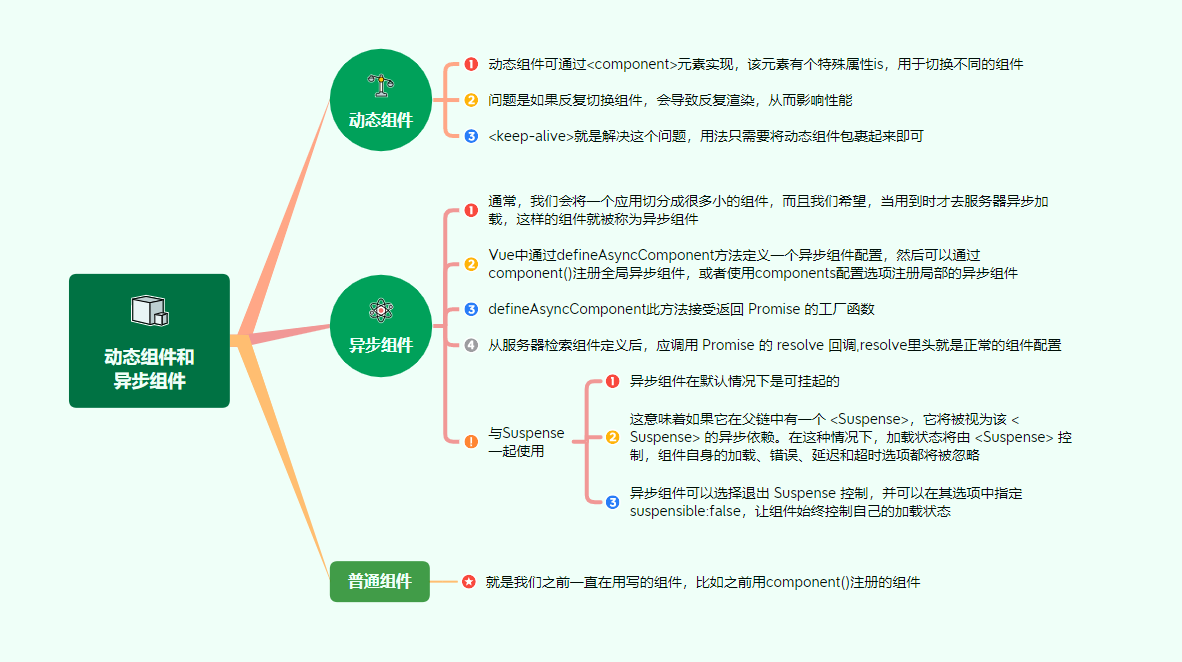 动态组件和
异步组件
动态组件
1 动态组件可通过<component>元素实现，该元素有个特殊属性is，用于切换不同的组件
2 问题是如果反复切换组件，会导致反复渲染，从而影响性能
3 <keep-alive>就是解决这个问题，用法只需要将动态组件包裹起来即可
异步组件
1 通常，我们会将一个应用切分成很多小的组件，而且我们希望，当用到时才去服务器异步加
载，这样的组件就被称为异步组件
2 Vue中通过defineAsyncComponent方法定义一个异步组件配置，然后可以通过
component()注册全局异步组件，或者使用components配置选项注册局部的异步组件
3 defineAsyncComponent此方法接受返回 Promise 的工厂函数
4 从服务器检索组件定义后，应调用 Promise 的 resolve 回调,resolve里头就是正常的组件配置
! 与Suspense
一起使用
1 异步组件在默认情况下是可挂起的
2 这意味着如果它在父链中有一个 <Suspense>，它将被视为该 <
Suspense> 的异步依赖。在这种情况下，加载状态将由 <Suspense> 控
制，组件自身的加载、错误、延迟和超时选项都将被忽略
3 异步组件可以选择退出 Suspense 控制，并可以在其选项中指定
suspensible:false，让组件始终控制自己的加载状态
普通组件
就是我们之前一直在用写的组件，比如之前用component()注册的组件